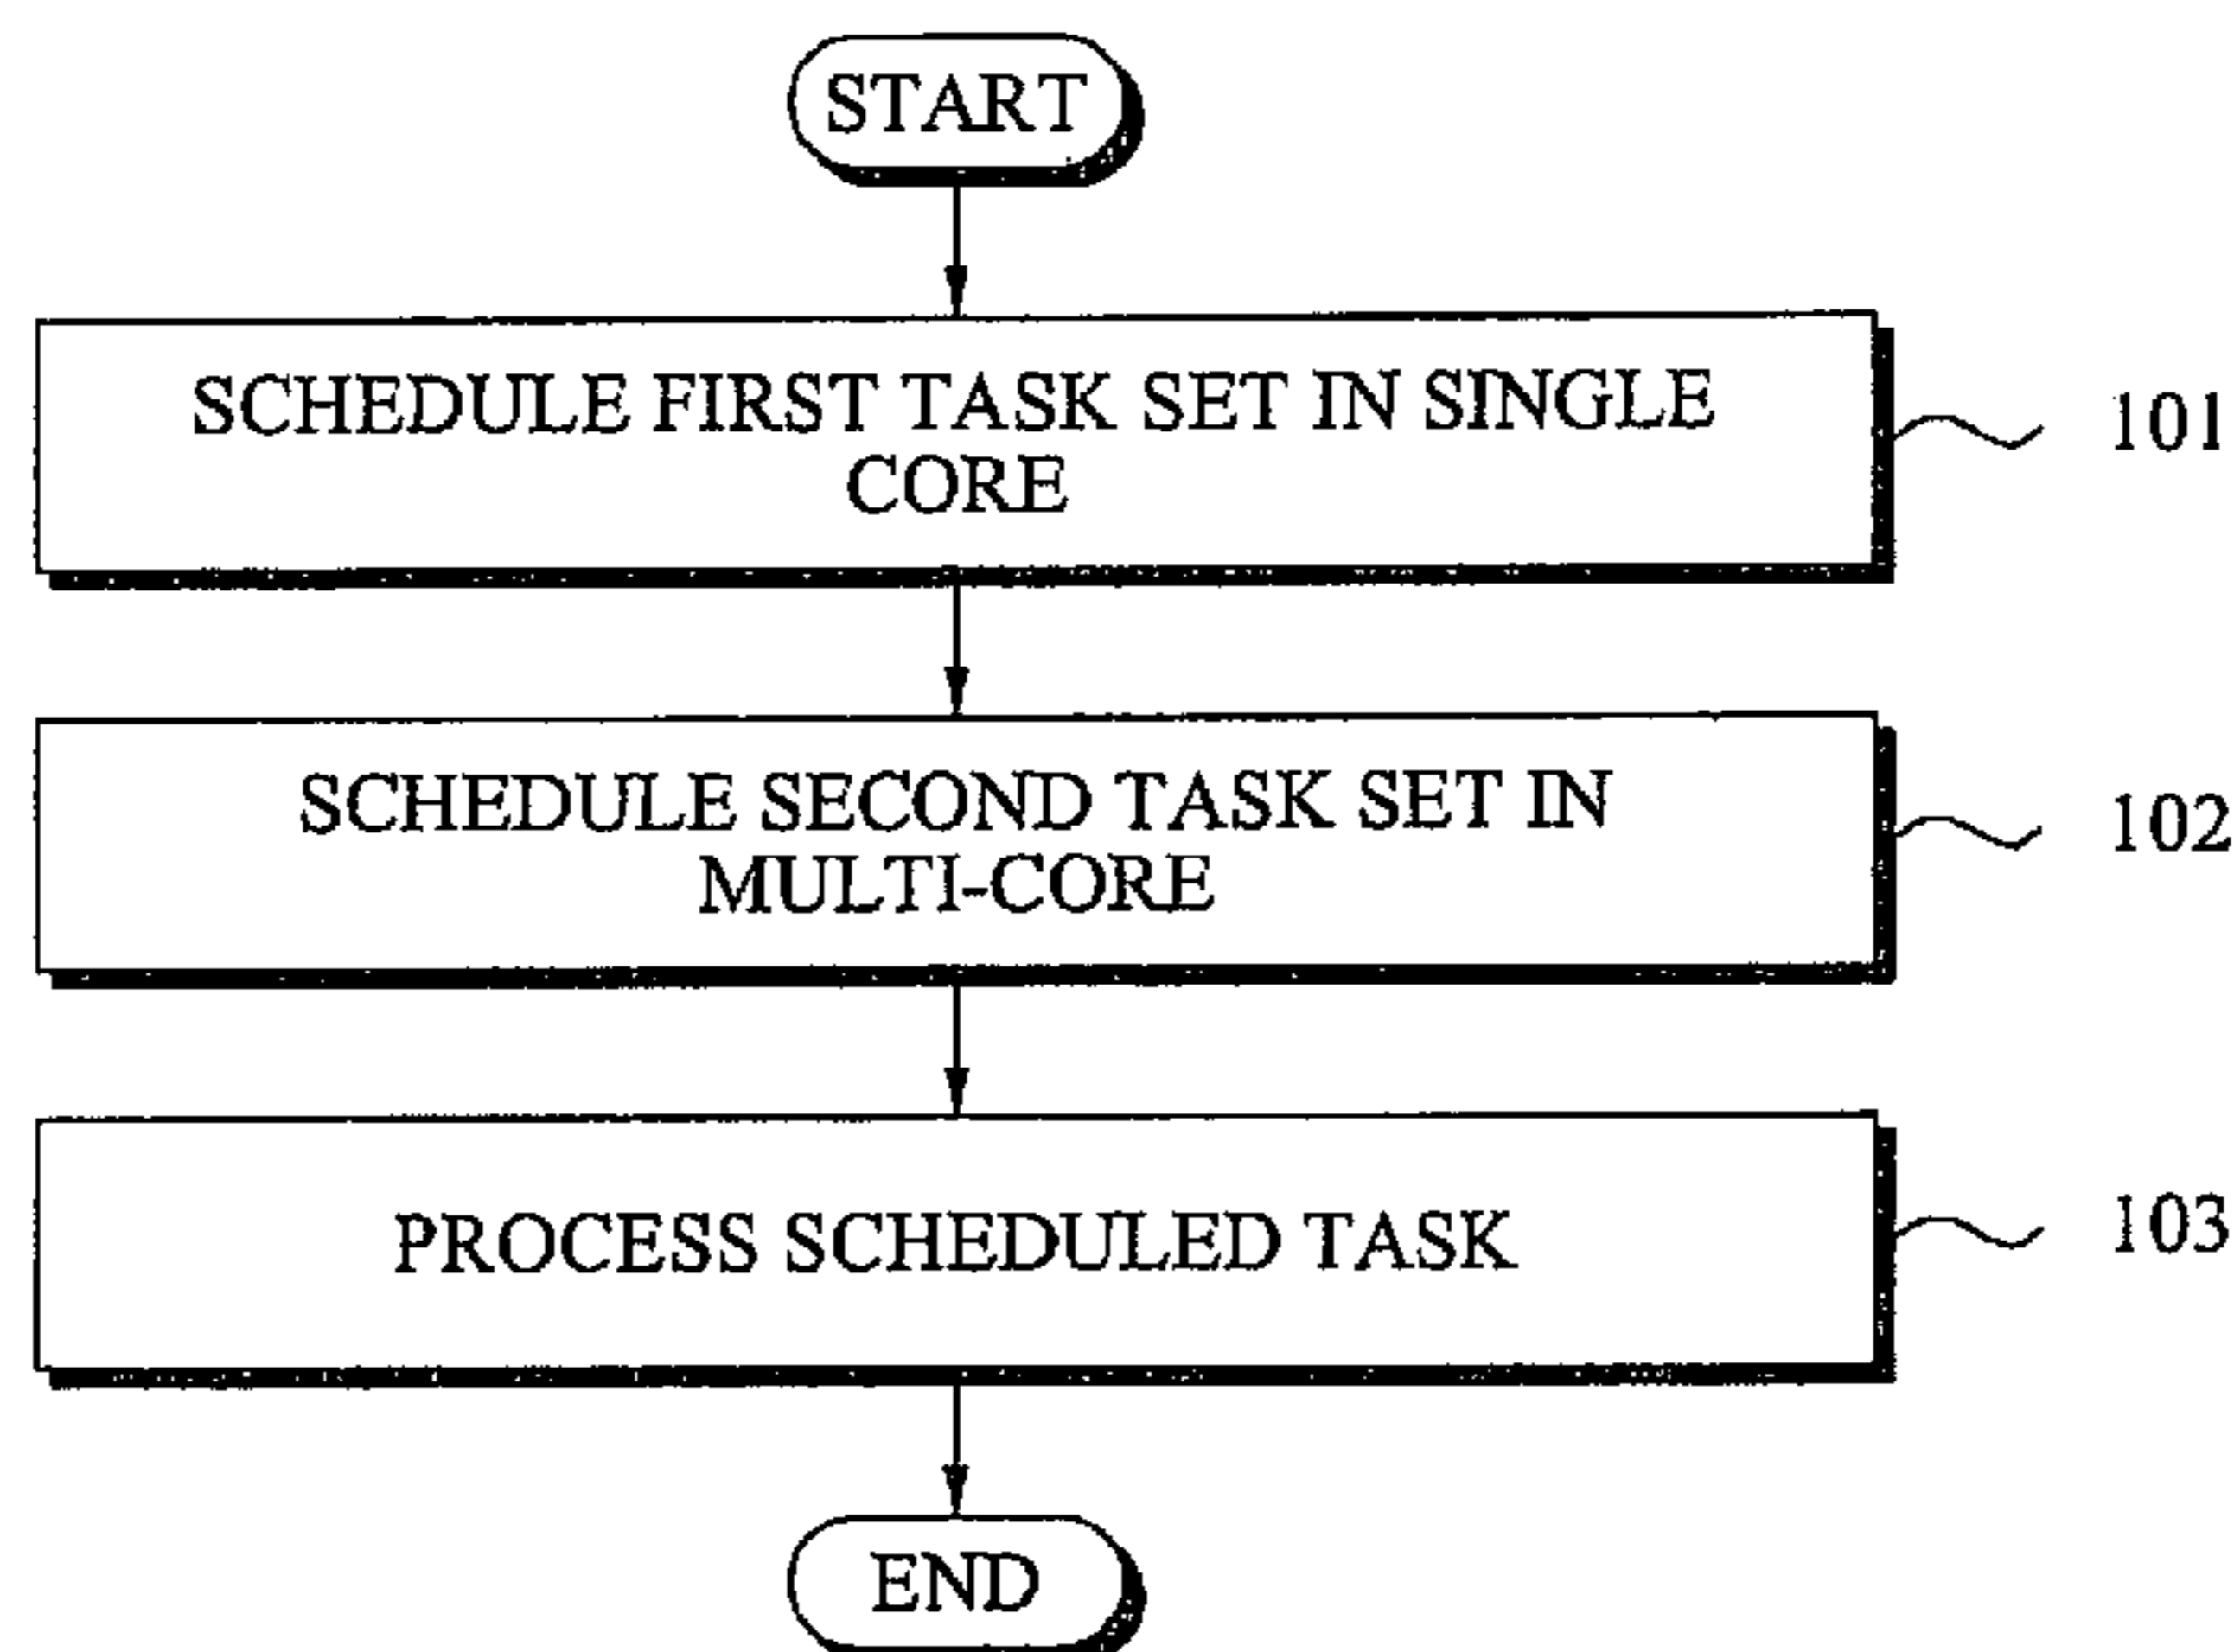 START
SCHEDULE FIRST TASK SET IN SINGLE
CORE
101
SCHEDULE SECOND TASK SET IN
MULTI-CORE
102
PROCESS SCHEDULED TASK
103
END